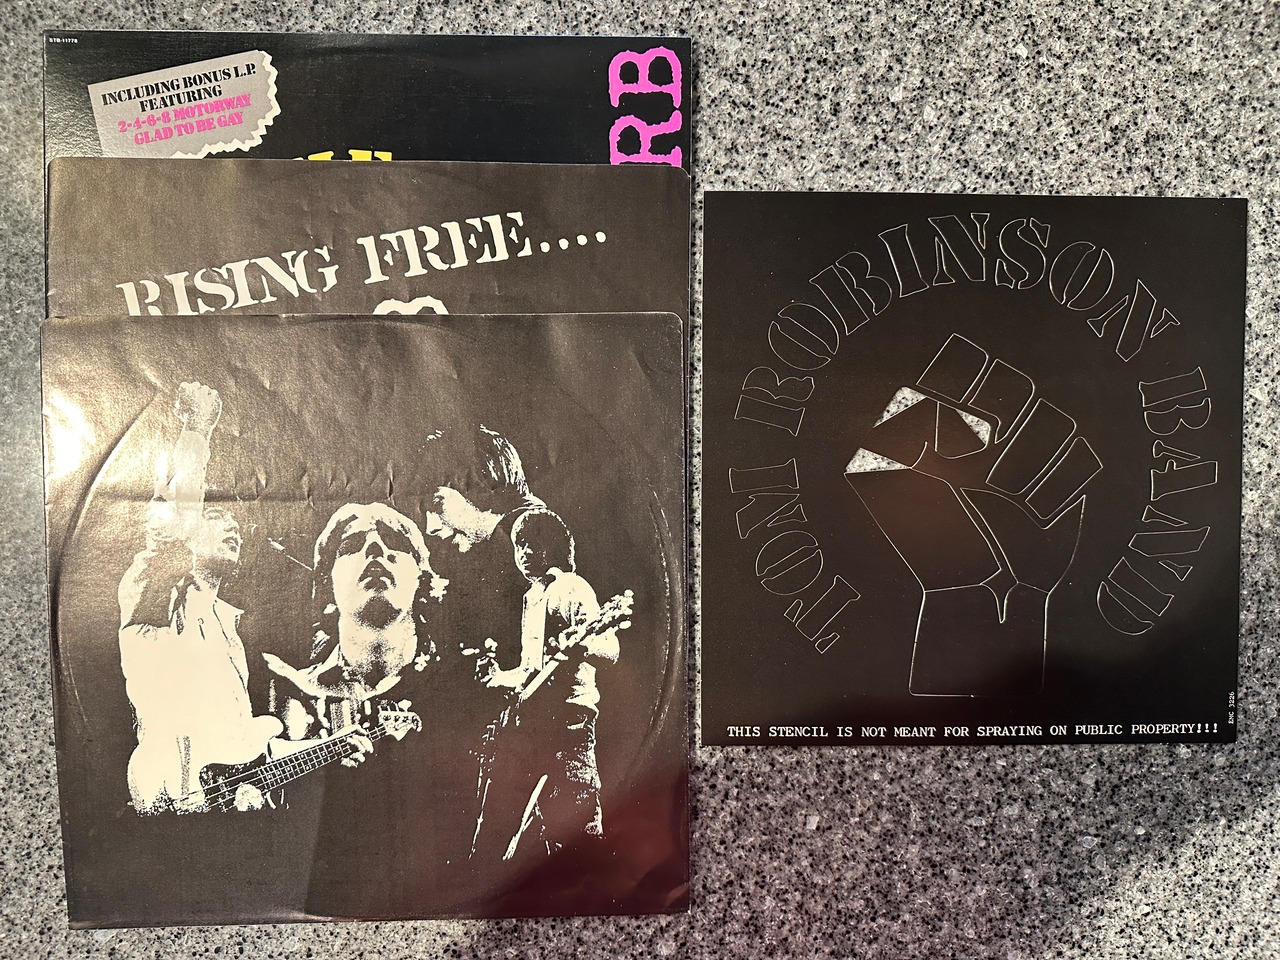 STB-11778
INCLUDING BONUS L.P.
FEATURING
2-4-6-8 MOTORWAY
GLAD TO BE GAY
RB
RISING FREE....
TOM ROBINSON BAND
EMC 3226
THIS STENCIL IS NOT MEANT FOR SPRAYING ON PUBLIC PROPERTY!!!